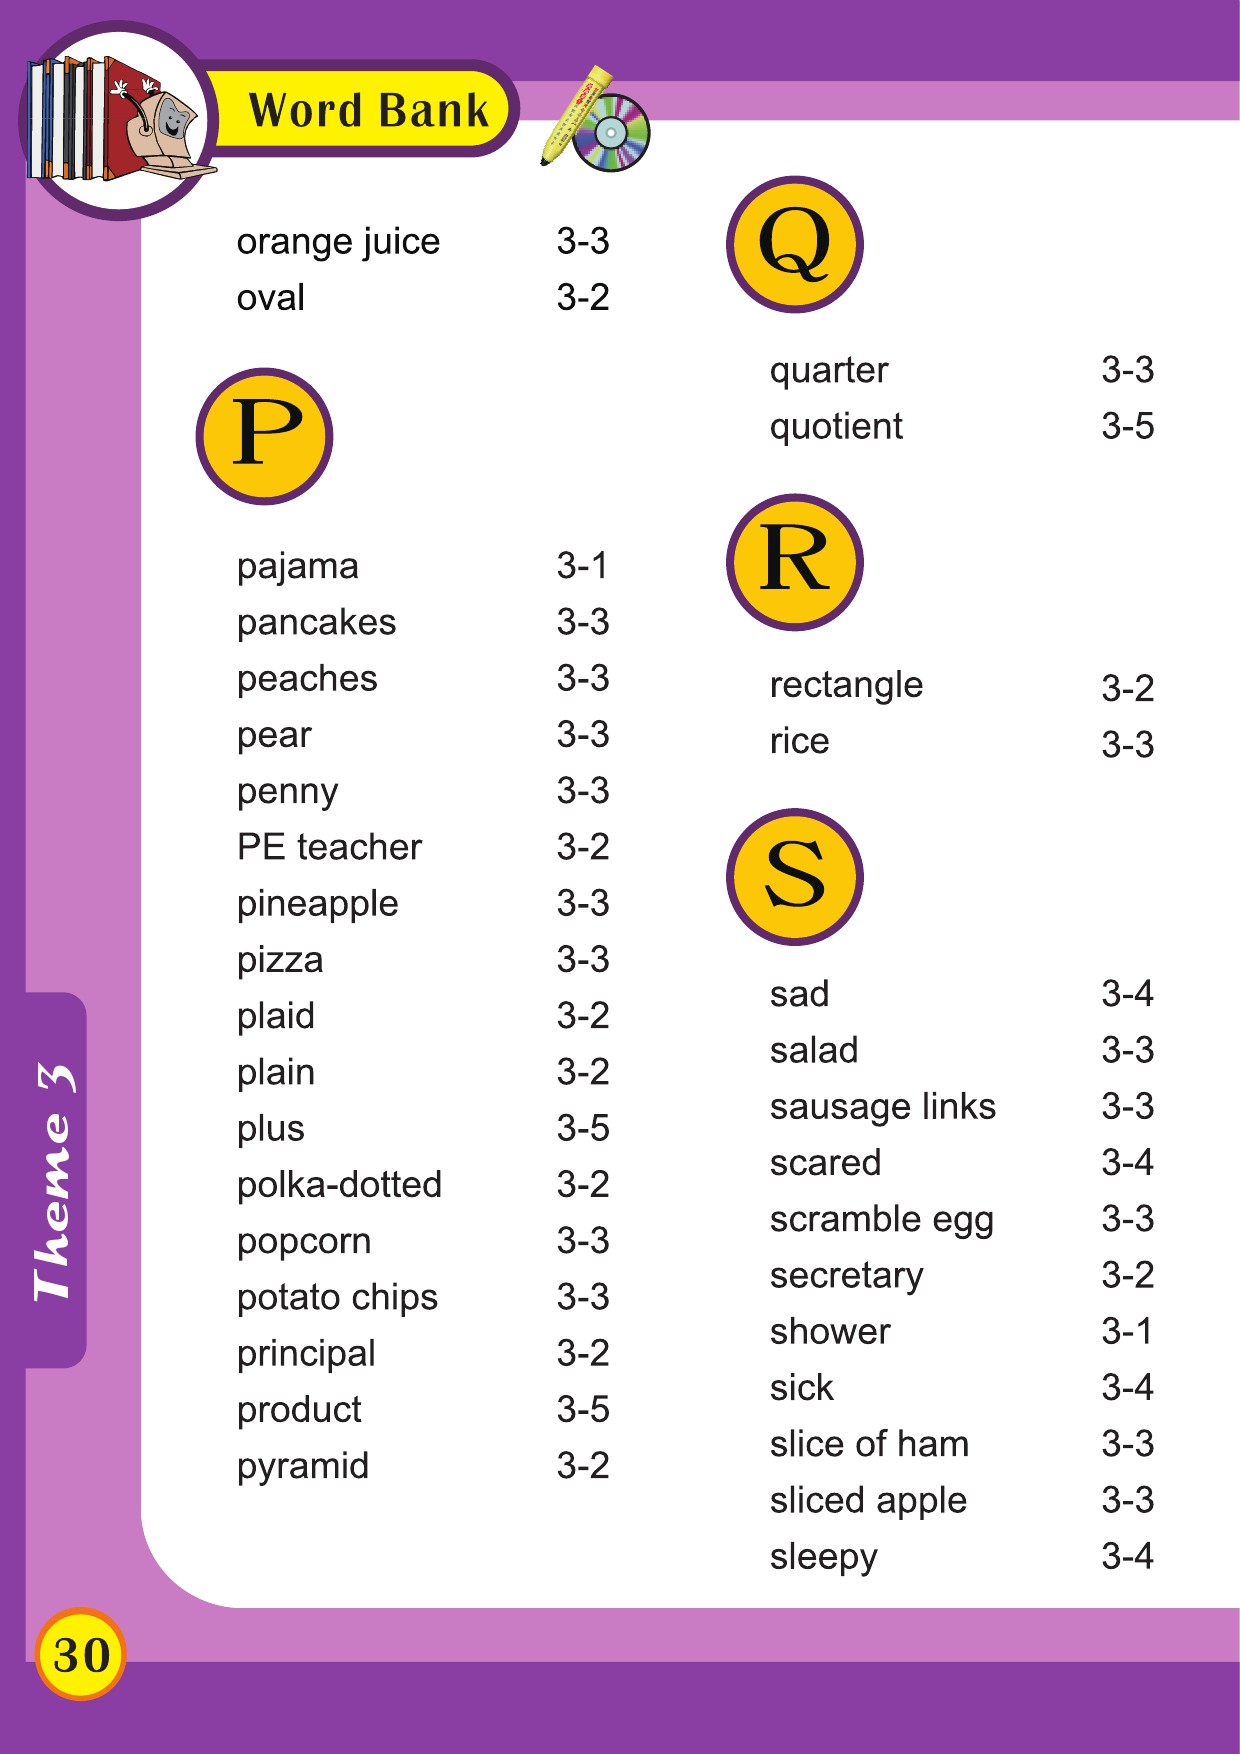 Word Bank
orange juice 3-3
oval 3-2
P
pajama 3-1
pancakes 3-3
peaches 3-3
pear 3-3
penny 3-3
PE teacher 3-2
pineapple 3-3
pizza 3-3
plaid 3-2
plain 3-2
plus 3-5
polka-dotted 3-2
popcorn 3-3
potato chips 3-3
principal 3-2
product 3-5
pyramid 3-2
Q
quarter 3-3
quotient 3-5
R
rectangle 3-2
rice 3-3
S
sad 3-4
salad 3-3
sausage links 3-3
scared 3-4
scramble egg 3-3
secretary 3-2
shower 3-1
sick 3-4
slice of ham 3-3
sliced apple 3-3
sleepy 3-4
Theme 3
30